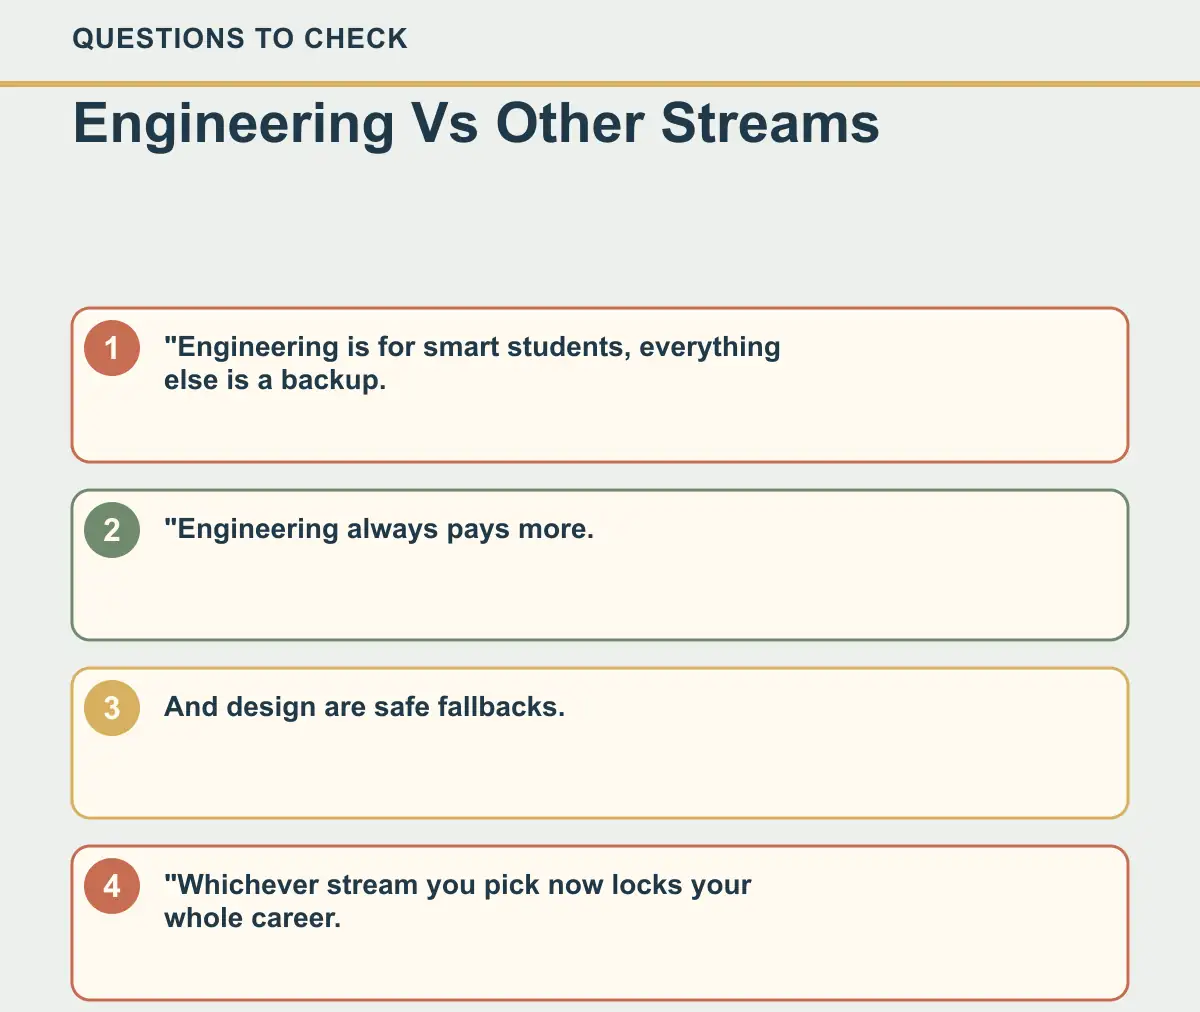 QUESTIONS TO CHECK
Engineering Vs Other Streams
1
"Engineering is for smart students, everything
else is a backup.
2
"Engineering always pays more.
3
And design are safe fallbacks.
4
"Whichever stream you pick now locks your
whole career.